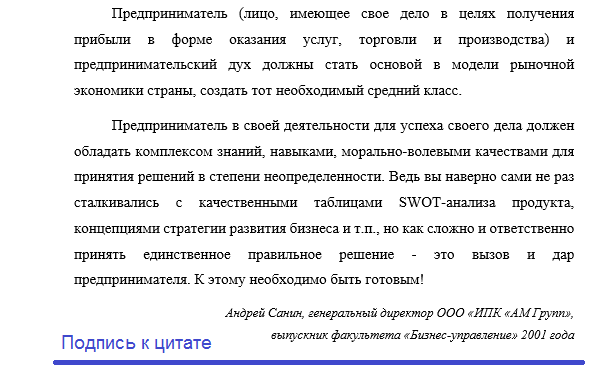 Предприниматель (лицо, имеющее свое дело в целях получения
прибыли в форме оказания услуг, торговли и производства) и
предпринимательский дух должны стать основой в модели рыночной
экономики страны, создать тот необходимый средний класс.
Предприниматель в своей деятельности для успеха своего дела должен
обладать комплексом знаний, навыками, морально-волевыми качествами для
принятия решений в степени неопределенности. Ведь вы наверно сами не раз
сталкивались с качественными таблицами SWOT-анализа продукта,
концепциями стратегии развития бизнеса и т.п., но как сложно и ответственно
принять единственное правильное решение - это вызов и дар
предпринимателя. К этому необходимо быть готовым!
Андрей Санин, генеральный директор ООО «ИПК «АМ Групп»,
выпускник факультета «Бизнес-управление» 2001 года
Подпись к цитате